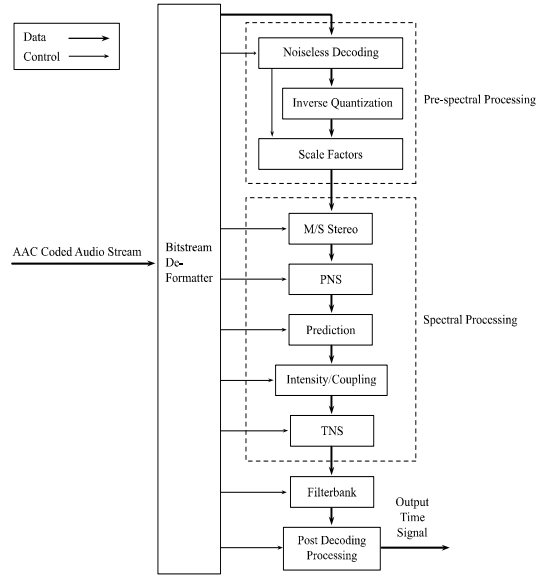 Data
Control
Noiseless Decoding
Inverse Quantization
Pre-spectral Processing
Scale Factors
AAC Coded Audio Stream
Bitstream
De-
Formatter
M/S Stereo
PNS
Prediction
Spectral Processing
Intensity/Coupling
TNS
Filterbank
Post Decoding
Processing
Output
Time
Signal